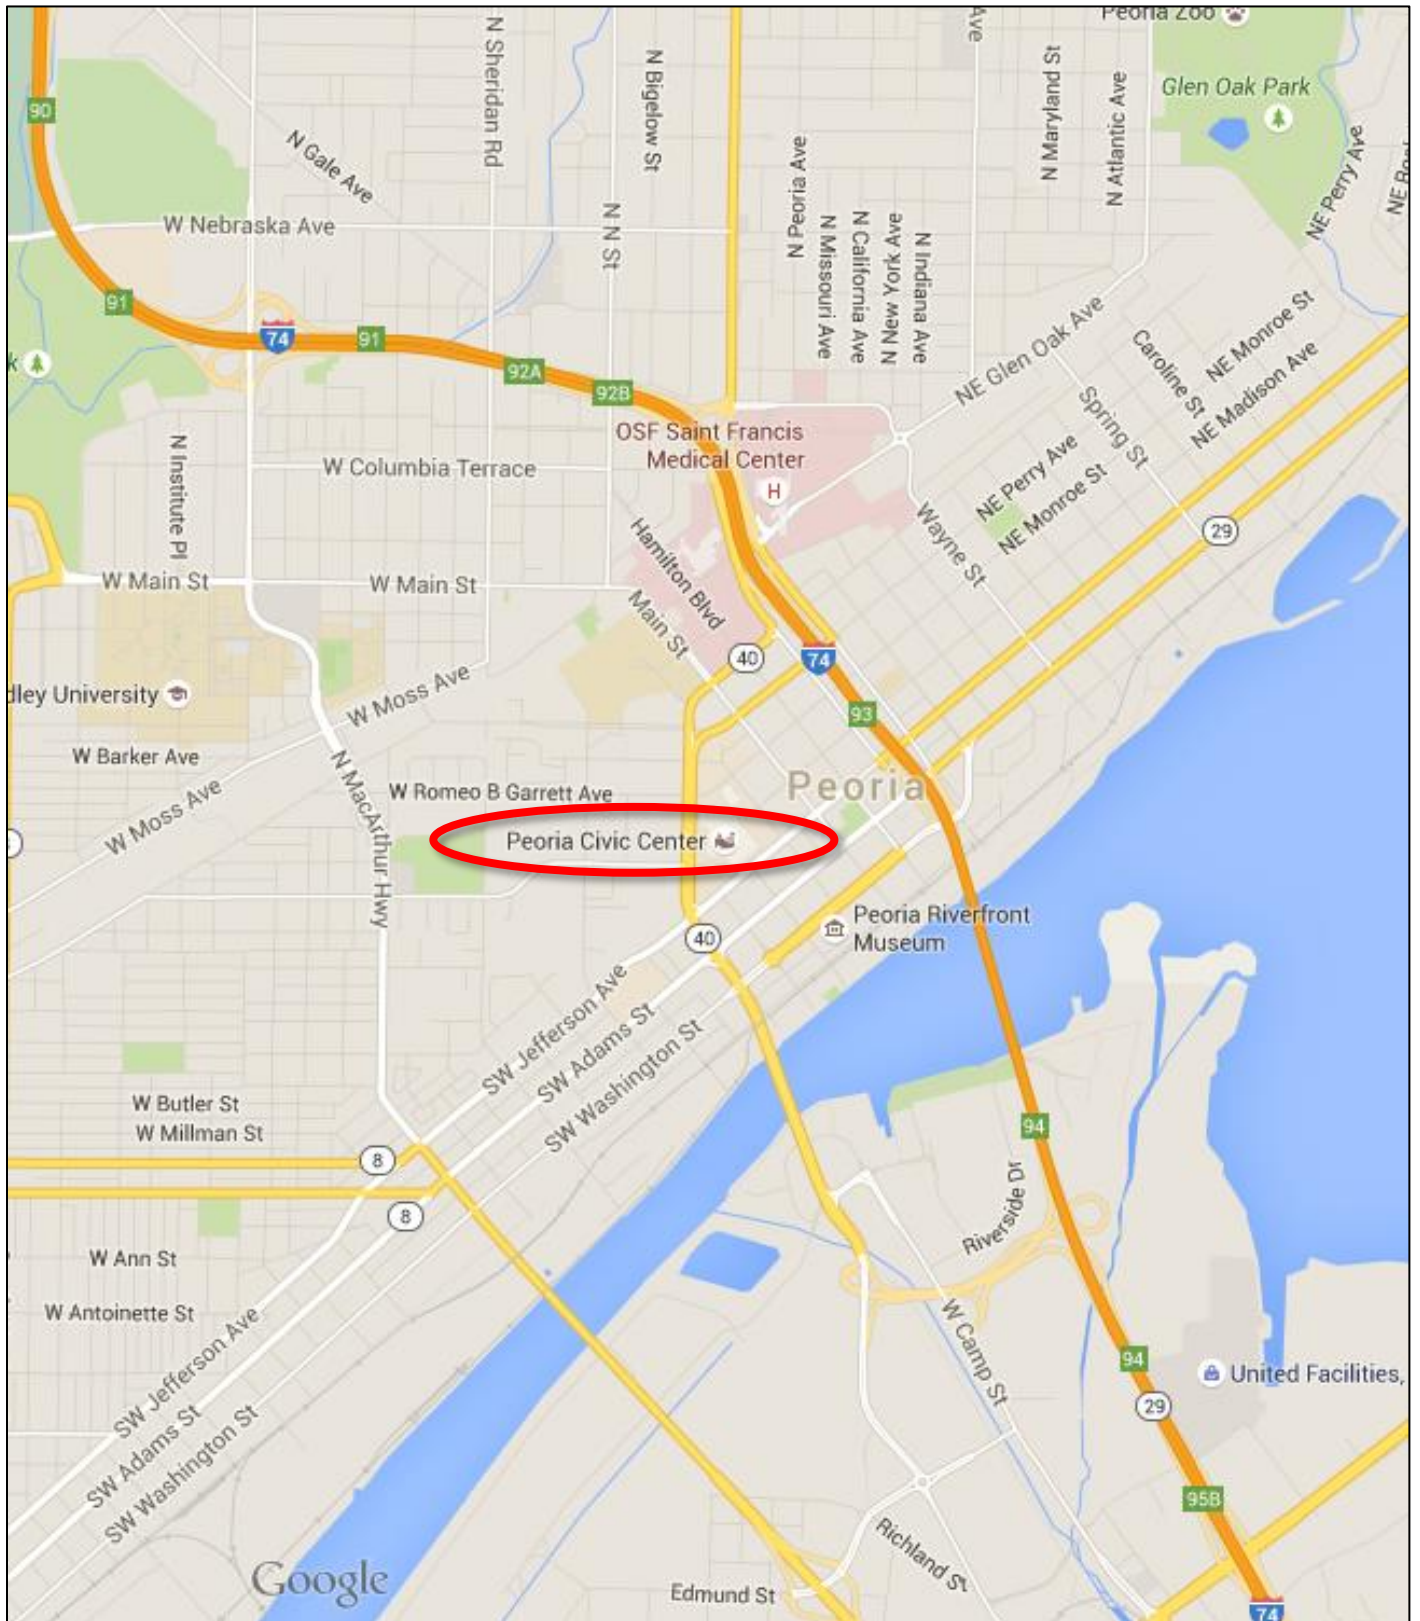 Peoria Zoo
Ave
N Sheridan Rd
N Bigelow St
Glen Oak Park
N Maryland St
N Atlantic Ave
90
N Gale Ave
NE Perry Ave
N Peoria Ave
N Missouri Ave
N California Ave
N New York Ave
N Indiana Ave
W Nebraska Ave
N N St
91
74
91
92A
92B
NE Glen Oak Ave
Caroline St
NE Monroe St
NE Madison Ave
Spring St
OSF Saint Francis
Medical Center
H
N Institute Pl
W Columbia Terrace
NE Perry Ave
NE Monroe St
Wayne St
29
Hamilton Blvd
W Main St
W Main St
Main St
40
74
dley University
W Moss Ave
93
W Barker Ave
N MacArthur Hwy
Peoria
W Romeo B Garrett Ave
W Moss Ave
Peoria Civic Center
Peoria Riverfront
Museum
40
SW Jefferson Ave
SW Adams St
SW Washington St
W Butler St
W Millman St
94
8
8
Riverside Dr
W Ann St
W Antoinette St
W Camp St
94
United Facilities,
29
SW Jefferson Ave
SW Adams St
SW Washington St
95B
Richland St
Google
Edmund St
74